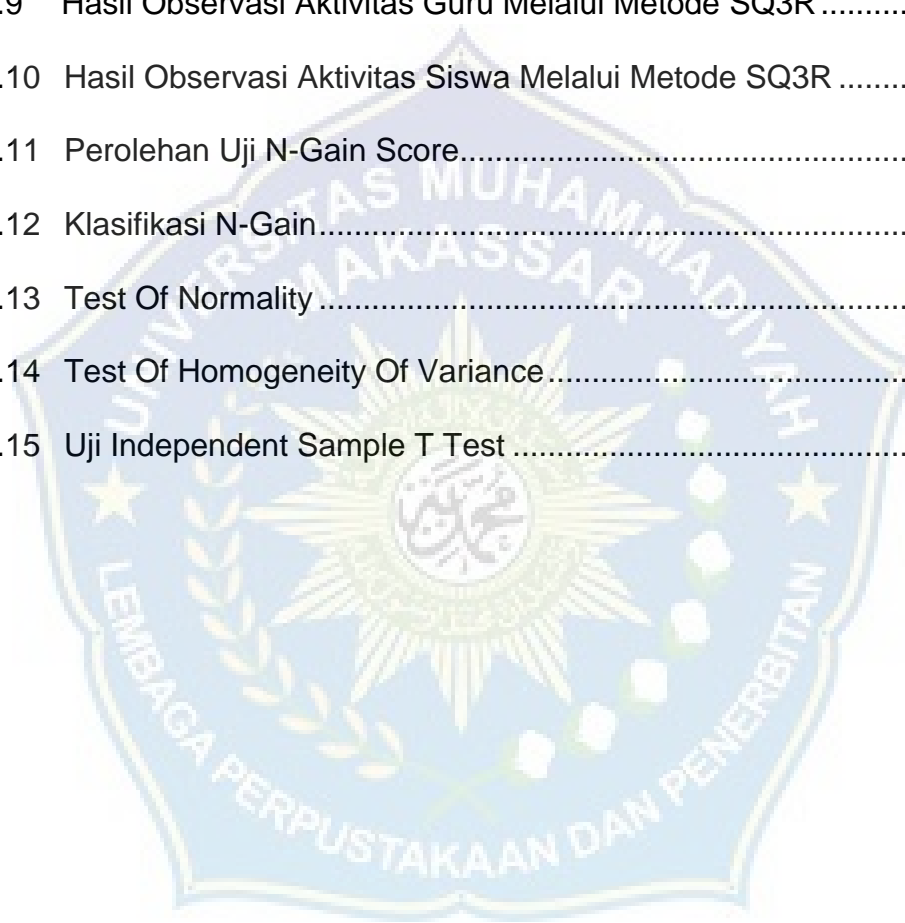 .9 Hasil Observasi Aktivitas Guru Melalui Metode SQ3R ..........
.10 Hasil Observasi Aktivitas Siswa Melalui Metode SQ3R ........
.11 Perolehan Uji N-Gain Score...................................................
.12 Klasifikasi N-Gain...................................................................
.13 Test Of Normality ...................................................................
.14 Test Of Homogeneity Of Variance.........................................
.15 Uji Independent Sample T Test .............................................
UNIVERSITAS MUHAMMADIYAH
MAKASSAR
LEMBAGA PERPUSTAKAAN DAN PENERBITAN